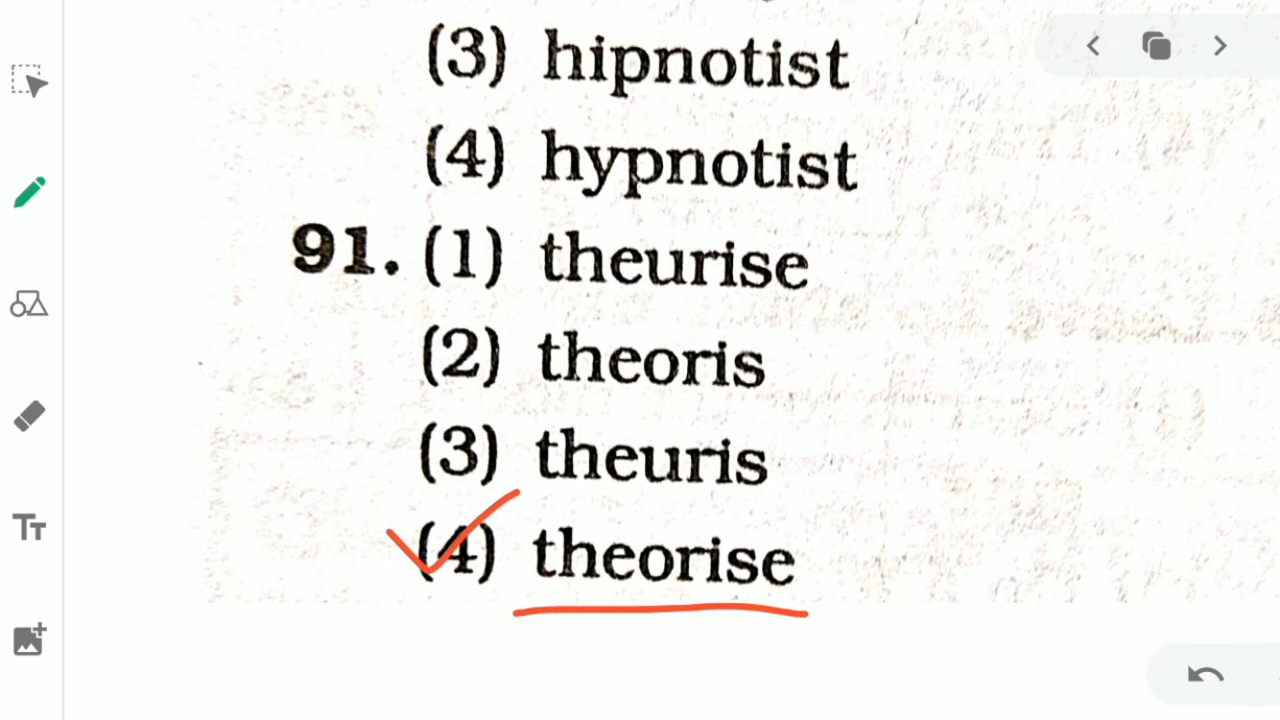 (3) hipnotist
(4) hypnotist
91. (1) theurise
(2) theoris
(3) theuris
(4) theorise